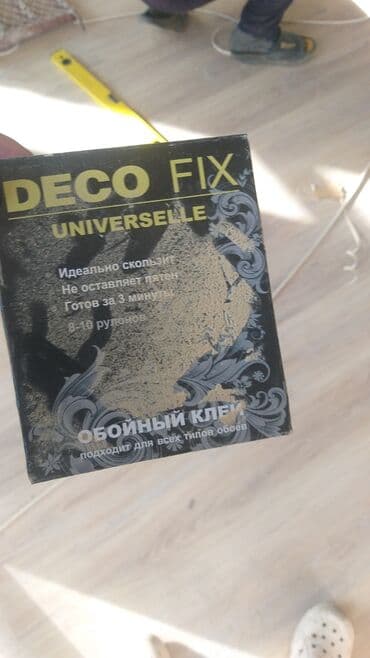 DECO FIX
UNIVERSELLE
Идеально скользит
Не оставляет пятен
Готов за 3 минуты
8-10 рулонов
ОБОЙНЫЙ КЛЕЙ
подходит для всех типов обоев